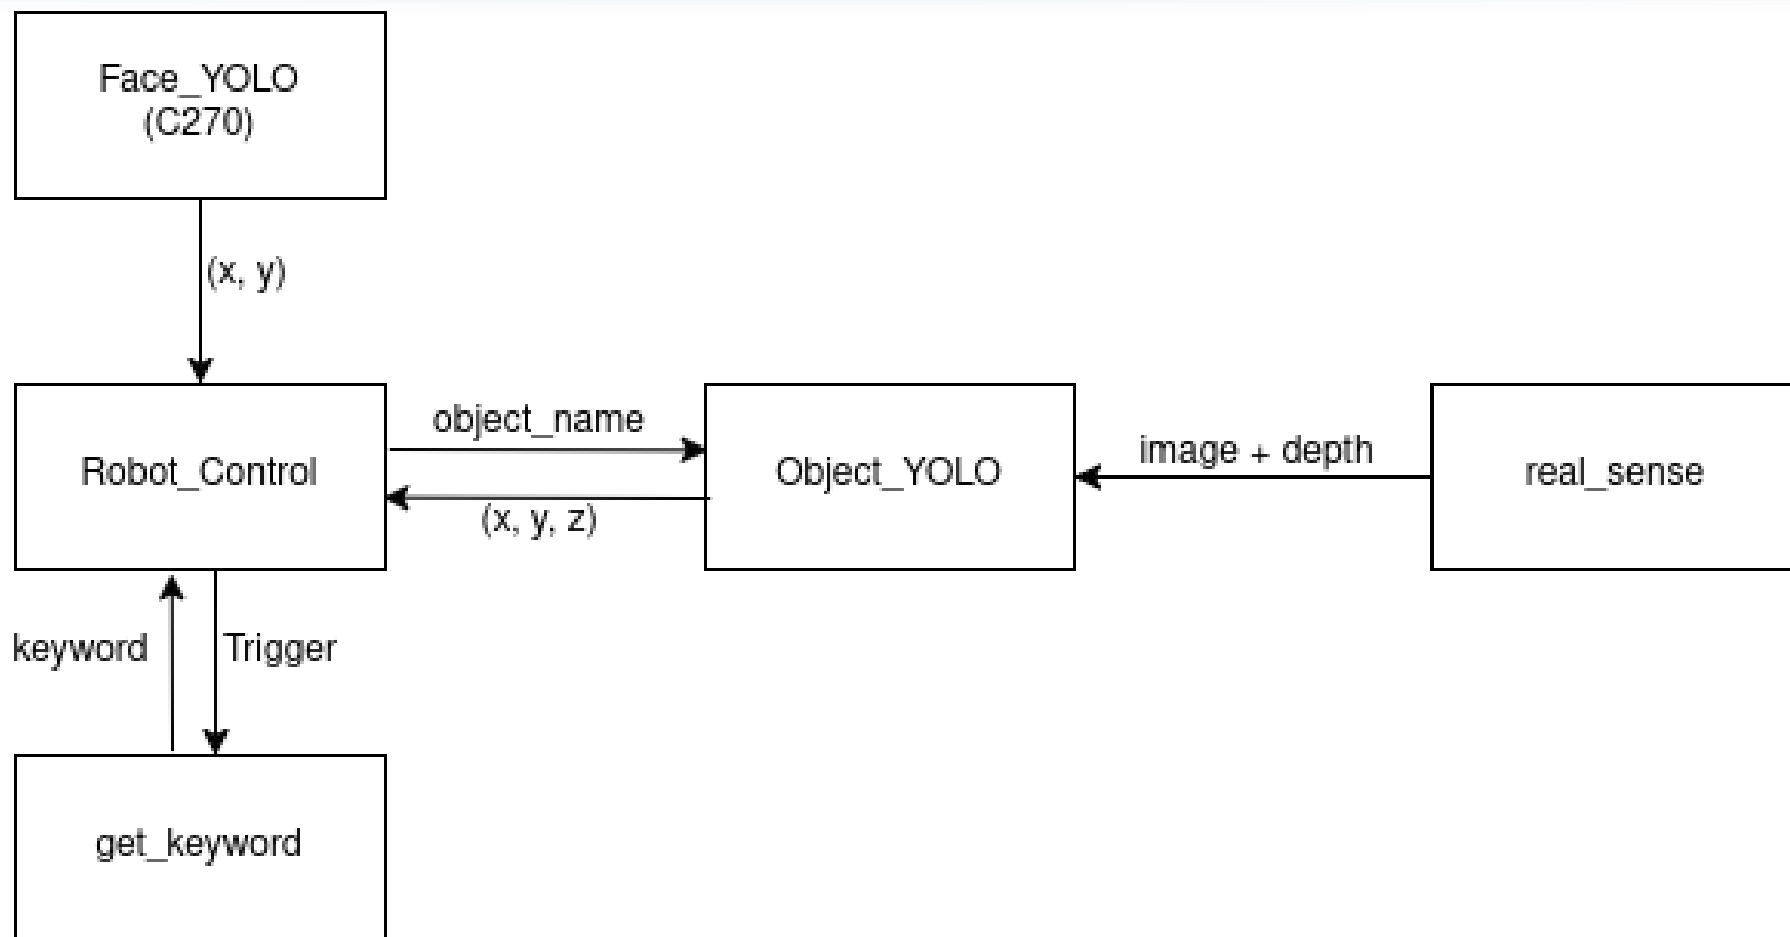 Face_YOLO
(C270)
(x, y)
object_name
Robot_Control
Object_YOLO
image + depth
real_sense
(x, y, z)
keyword
Trigger
get_keyword